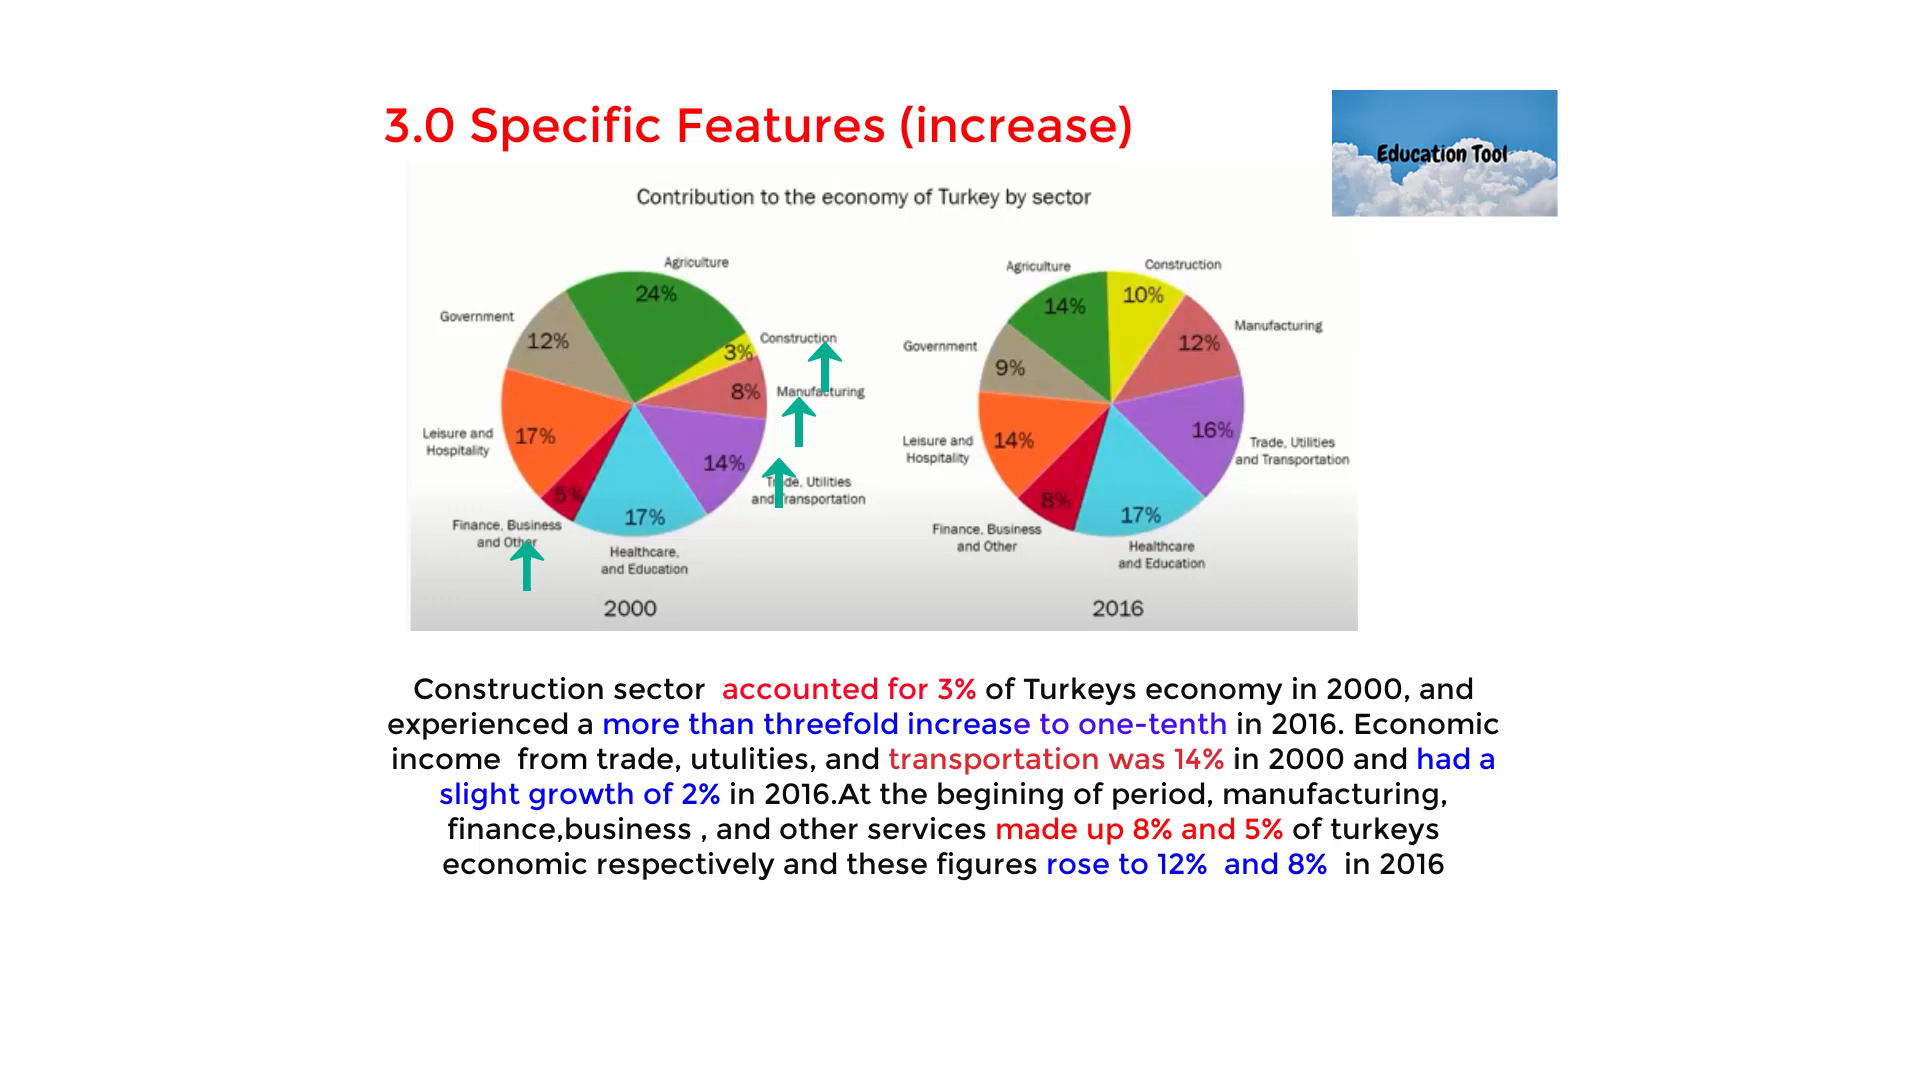 3.0 Specific Features (increase)
Education Tool
Contribution to the economy of Turkey by sector
Agriculture
24%
Government
12%
Construction
3%
Manufacturing
8%
Leisure and
Hospitality
17%
14%
Trade, Utilities
and Transportation
5%
Finance, Business
and Other
17%
Healthcare,
and Education
2000
Agriculture
14%
Construction
10%
Manufacturing
12%
Government
9%
Leisure and
Hospitality
14%
16%
Trade, Utilities
and Transportation
8%
Finance, Business
and Other
17%
Healthcare
and Education
2016
Construction sector accounted for 3% of Turkeys economy in 2000, and
experienced a more than threefold increase to one-tenth in 2016. Economic
income from trade, utulities, and transportation was 14% in 2000 and had a
slight growth of 2% in 2016.At the begining of period, manufacturing,
finance,business , and other services made up 8% and 5% of turkeys
economic respectively and these figures rose to 12% and 8% in 2016